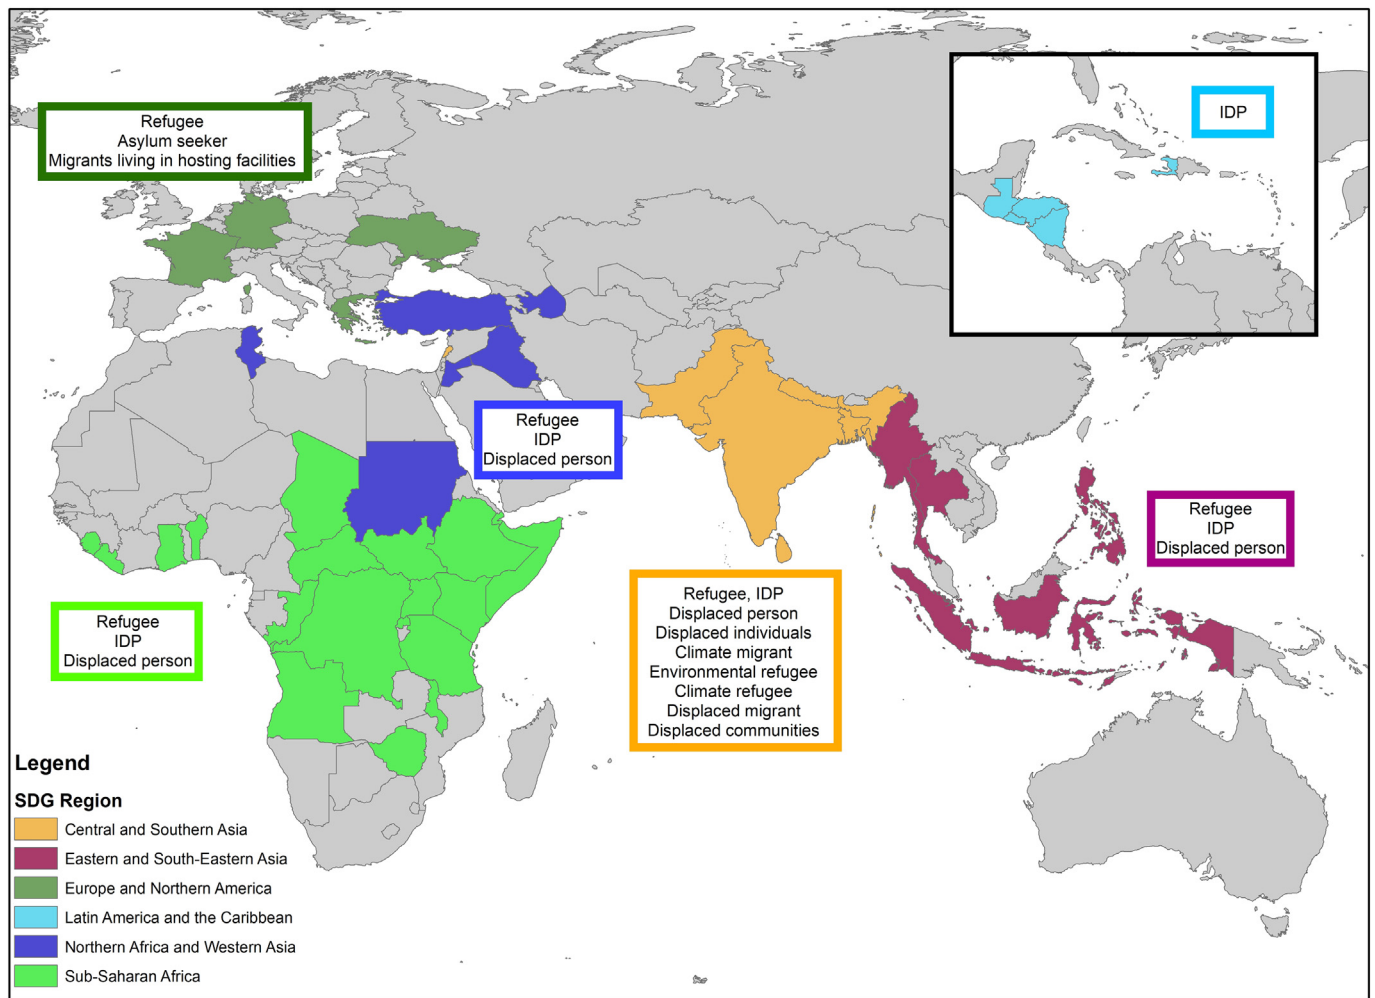 Refugee
Asylum seeker
Migrants living in hosting facilities
IDP
Refugee
IDP
Displaced person
Refugee
IDP
Displaced person
Refugee
IDP
Displaced person
Refugee, IDP
Displaced person
Displaced individuals
Climate migrant
Environmental refugee
Climate refugee
Displaced migrant
Displaced communities
Legend
SDG Region
Central and Southern Asia
Eastern and South-Eastern Asia
Europe and Northern America
Latin America and the Caribbean
Northern Africa and Western Asia
Sub-Saharan Africa